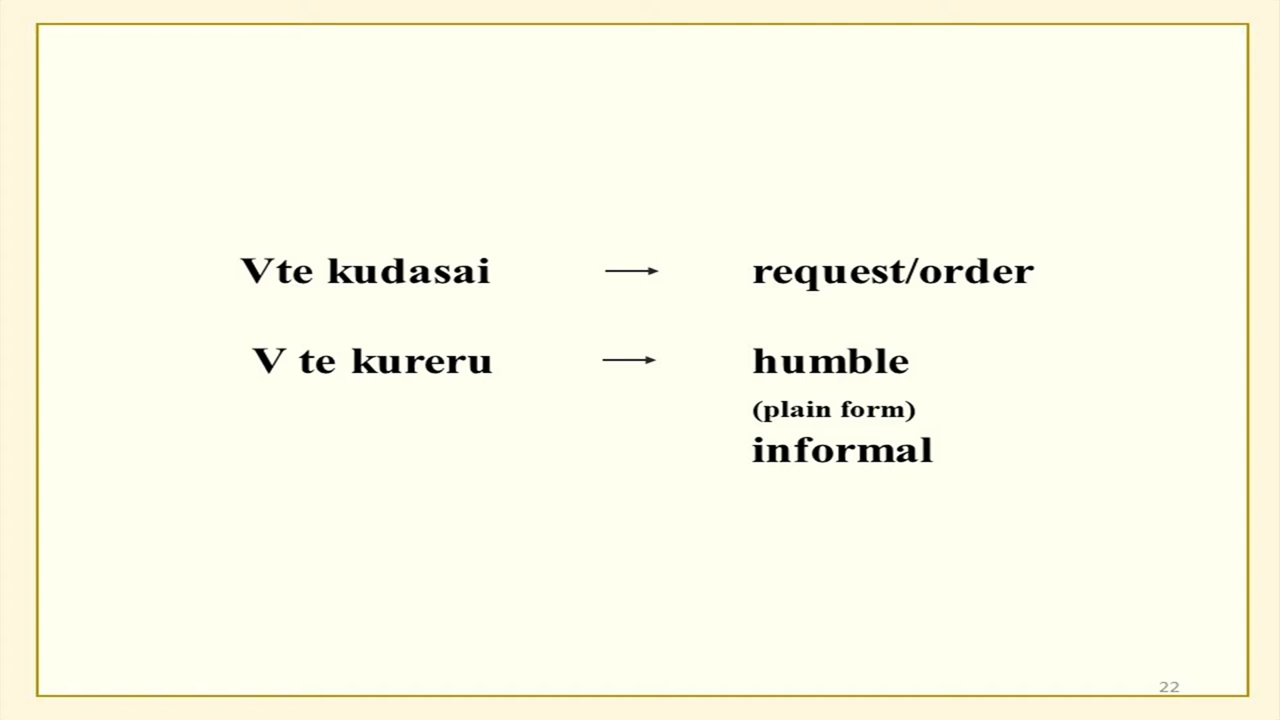 Vte kudasai → request/order
V te kureru → humble
(plain form)
informal
22